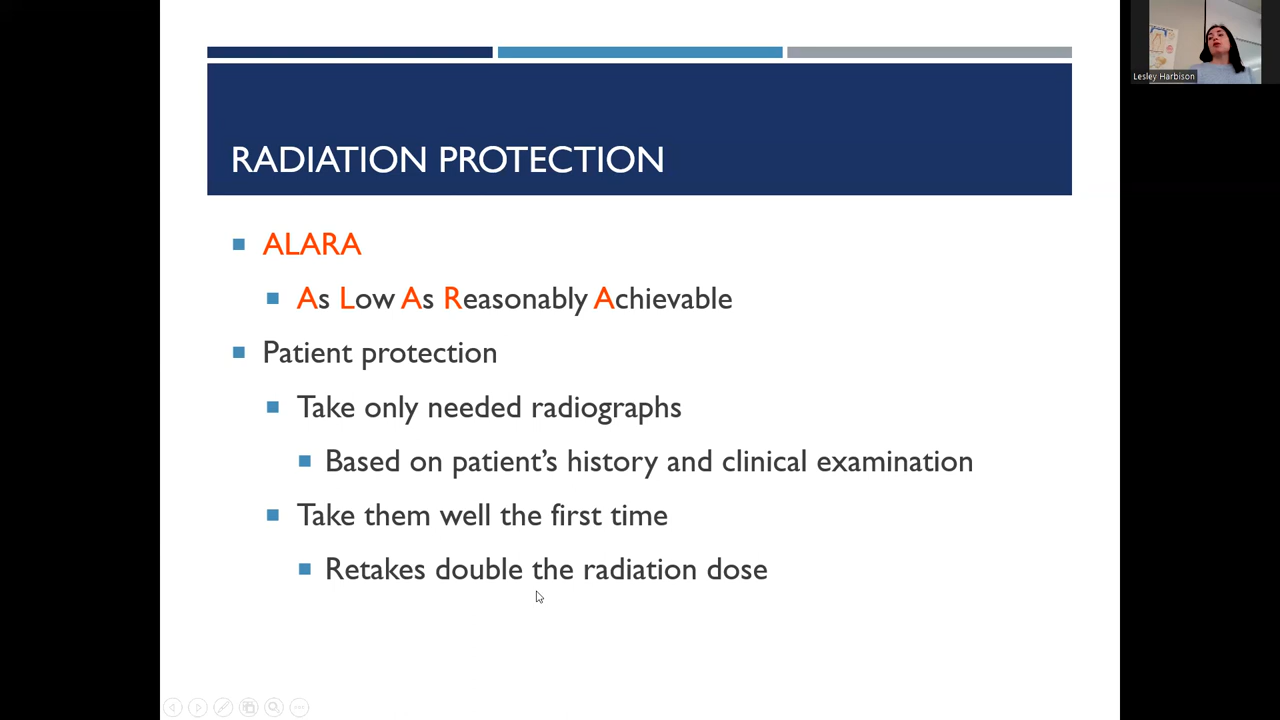 Lesley Harbison
RADIATION PROTECTION
ALARA
As Low As Reasonably Achievable
Patient protection
Take only needed radiographs
Based on patient’s history and clinical examination
Take them well the first time
Retakes double the radiation dose